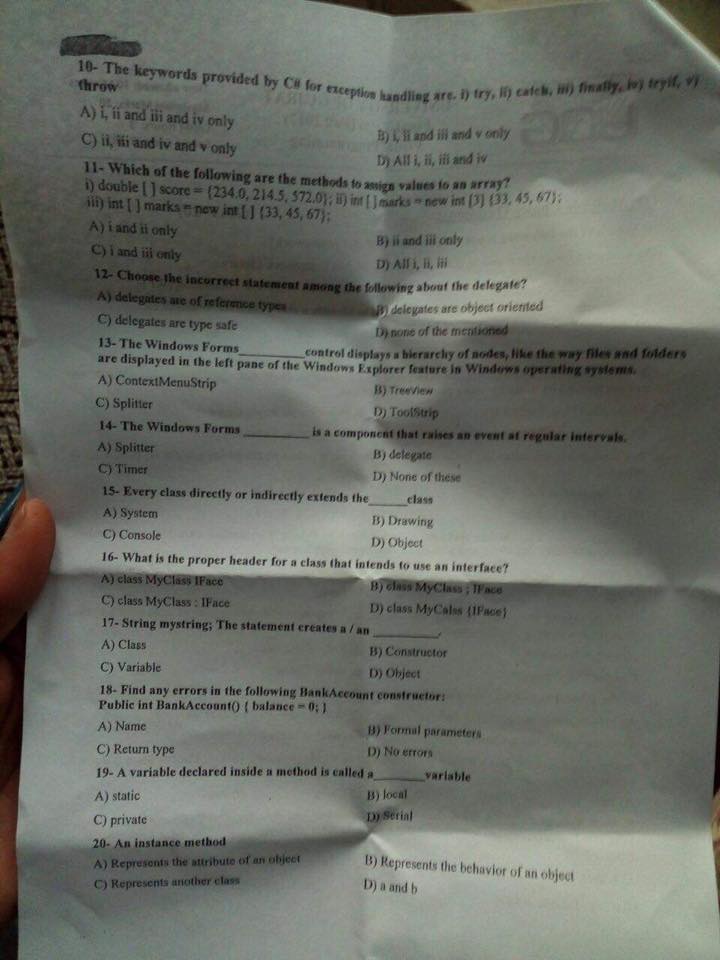 10- The keywords provided by C# for exception handling are. i) try, ii) catch, iii) finally, iv) tryif, v)
throw
A) i, ii and iii and iv only
B) i, ii and iii and v only
C) ii, iii and iv and v only
D) All i, ii, iii and iv
11- Which of the following are the methods to assign values to an array?
i) double [ ] score = {234.0, 214.5, 572.0}; ii) int [ ] marks = new int [3] {33, 45, 67};
iii) int [ ] marks = new int [ ] {33, 45, 67};
A) i and ii only
B) ii and iii only
C) i and iii only
D) All i, ii, iii
12- Choose the incorrect statement among the following about the delegate?
A) delegates are of reference types
B) delegates are object oriented
C) delegates are type safe
D) none of the mentioned
13- The Windows Forms ________ control displays a hierarchy of nodes, like the way files and folders
are displayed in the left pane of the Windows Explorer feature in Windows operating systems.
A) ContextMenuStrip
B) TreeView
C) Splitter
D) ToolStrip
14- The Windows Forms ________ is a component that raises an event at regular intervals.
A) Splitter
B) delegate
C) Timer
D) None of these
15- Every class directly or indirectly extends the______class
A) System
B) Drawing
C) Console
D) Object
16- What is the proper header for a class that intends to use an interface?
A) class MyClass IFace
B) class MyClass ; IFace
C) class MyClass : IFace
D) class MyCalss {IFace}
17- String mystring; The statement creates a / an ________.
A) Class
B) Constructor
C) Variable
D) Object
18- Find any errors in the following BankAccount constructor:
Public int BankAccount() { balance = 0; }
A) Name
B) Formal parameters
C) Return type
D) No errors
19- A variable declared inside a method is called a_______variable
A) static
B) local
C) private
D) Serial
20- An instance method
A) Represents the attribute of an object
B) Represents the behavior of an object
C) Represents another class
D) a and b